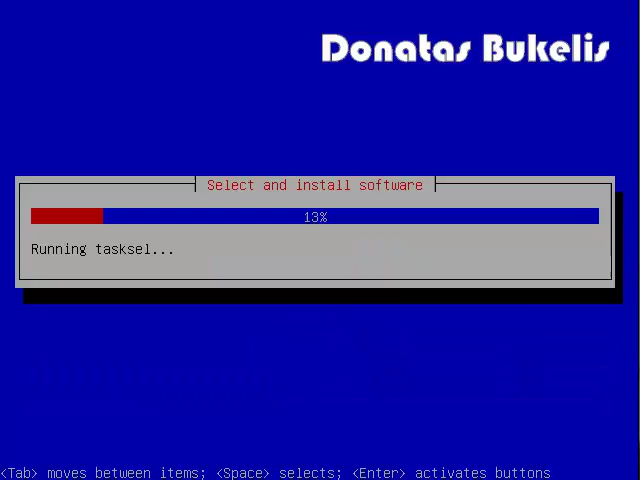 Donatas Bukelis
Select and install software
13%
Running tasksel...
<Tab> moves between items; <Space> selects; <Enter> activates buttons